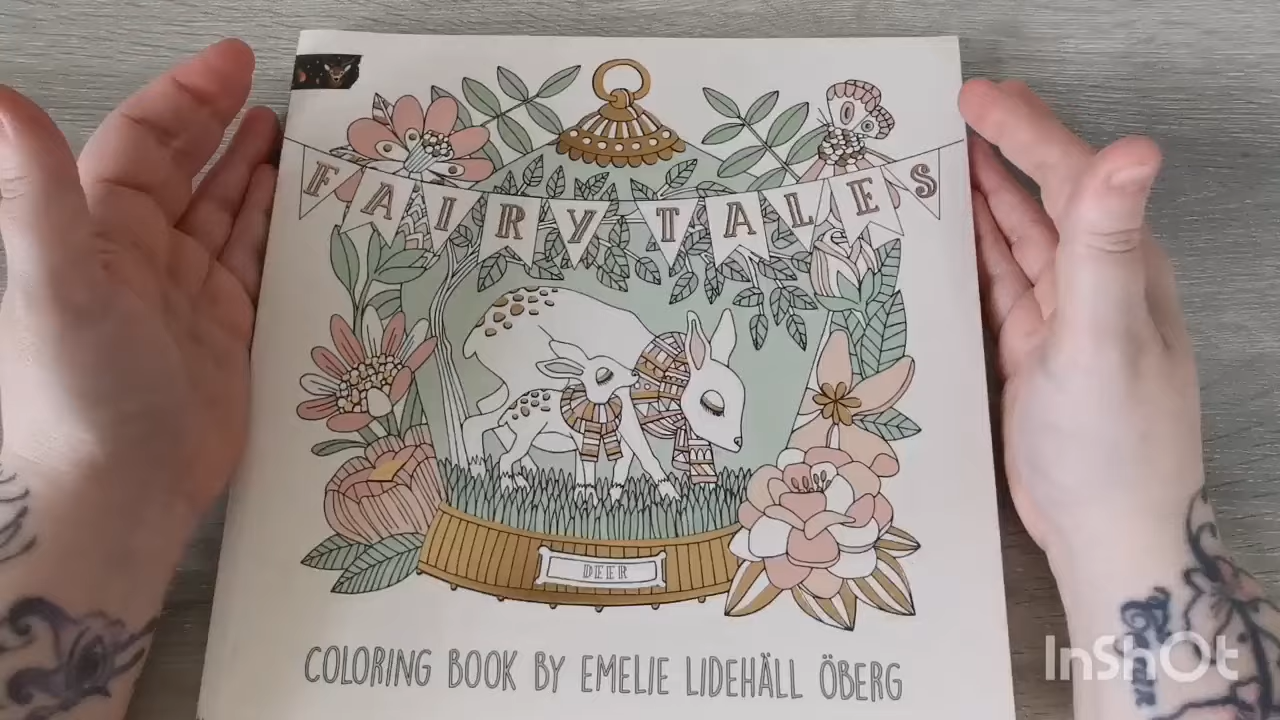 FAIRY TALES
DEER
COLORING BOOK BY EMELIE LIDEHÄLL ÖBERG
InShOt